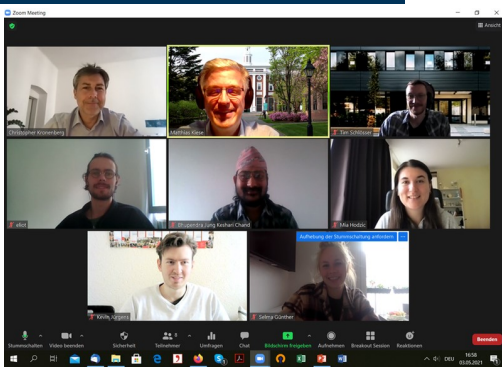 Zoom Meeting
Ansicht
Christopher Kronenberg
Matthias Kiese
Tim Schlösser
elliot
Bhupendra Jung Keshari Chand
Mia Hodzic
Aufhebung der Stummschaltung anfordern
Kevin Jürgens
Selma Günther
Stummschalten
Video beenden
Sicherheit
Teilnehmer
8
Umfragen
Chat
Bildschirm freigeben
Aufnehmen
Breakout Session
Reaktionen
Beenden
DEU
16:58
03.05.2021